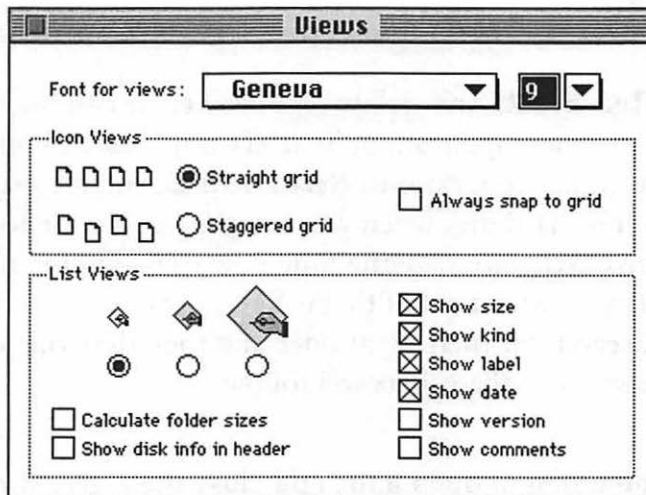 Views
Font for views: Geneva 9
Icon Views
Straight grid
Always snap to grid
Staggered grid
List Views
Show size
Show kind
Show label
Show date
Calculate folder sizes
Show version
Show disk info in header
Show comments